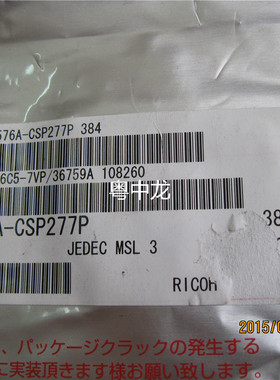 576A-CSP277P 384
6C5-7VP/36759A 108260
粤中龙
A-CSP277P
38
JEDEC MSL 3
RICOH
2015/0
、パッケージクラックの発生する
に実装頂きます様お願い致します